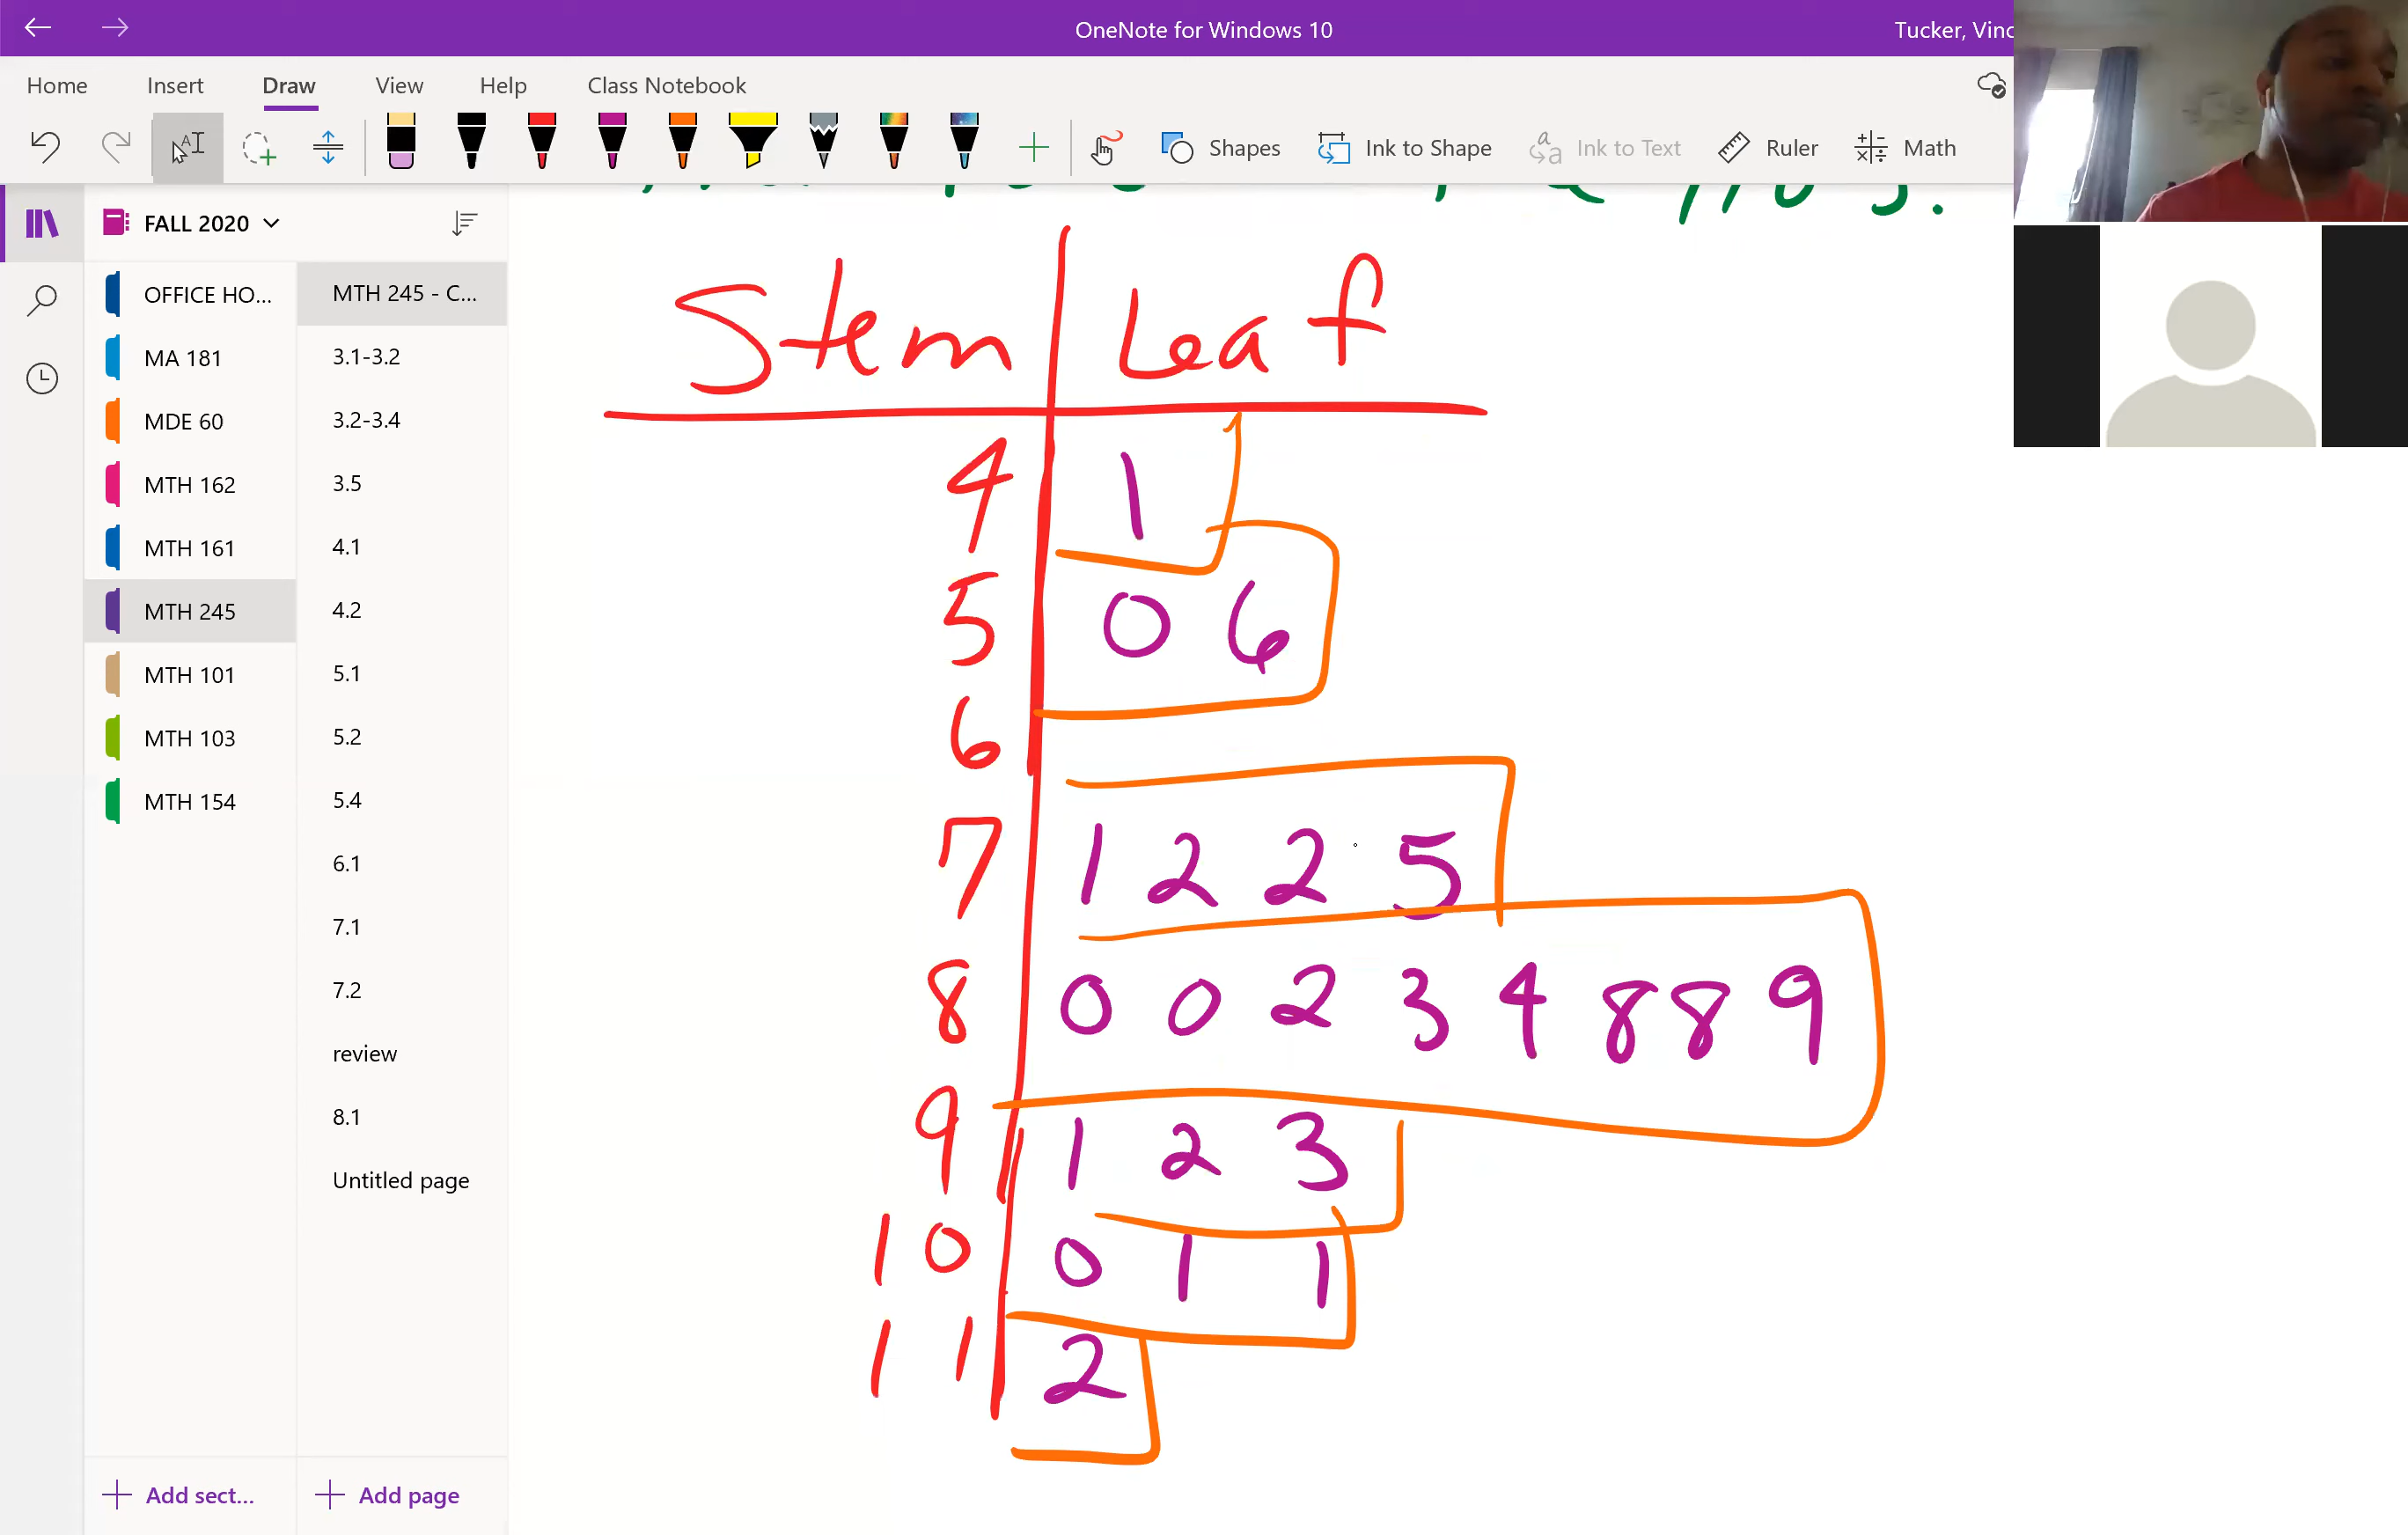 OneNote for Windows 10
Tucker, Vinc
Home Insert Draw View Help Class Notebook
Shapes Ink to Shape Ink to Text Ruler Math
FALL 2020
OFFICE HO...
MA 181
MDE 60
MTH 162
MTH 161
MTH 245
MTH 101
MTH 103
MTH 154
Add sect...
MTH 245 - C...
3.1-3.2
3.2-3.4
3.5
4.1
4.2
5.1
5.2
5.4
6.1
7.1
7.2
review
8.1
Untitled page
Add page
Stem Leaf
4 1
5 0 6
6
7 1 2 2 5
8 0 0 2 3 4 8 8 9
9 1 2 3
10 0 1 1
11 2